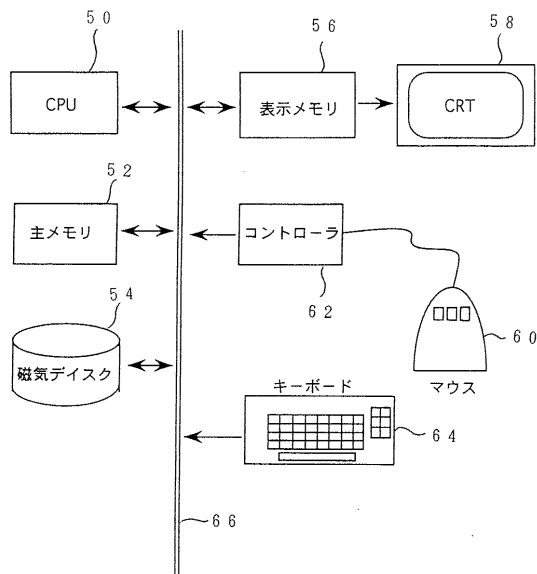 50
CPU
56
表示メモリ
58
CRT
52
主メモリ
コントローラ
62
54
磁気デイスク
60
マウス
キーボード
64
66